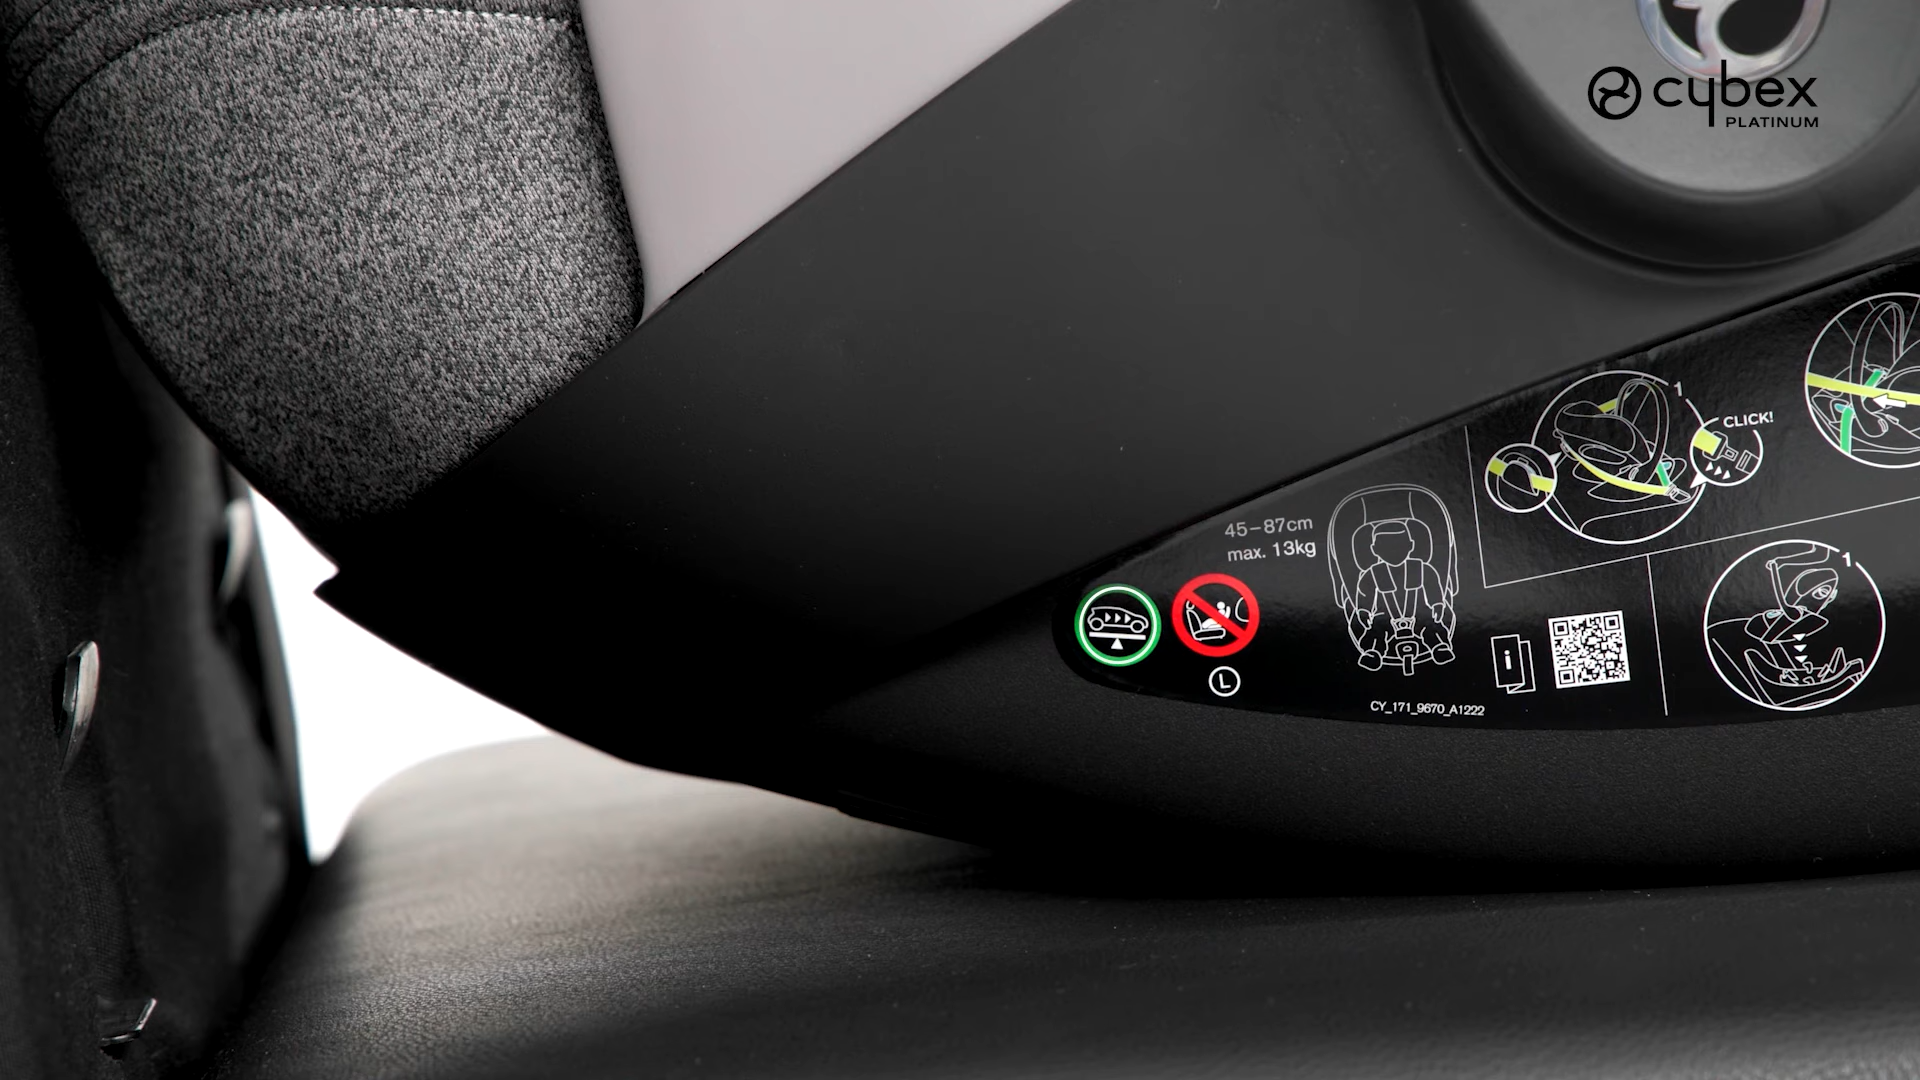 cybex
PLATINUM
1
CLICK!
45–87cm
max. 13kg
1
i
L
CY_171_9670_A1222